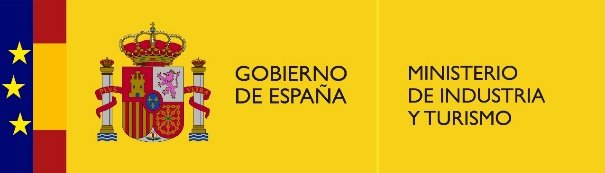 GOBIERNO
DE ESPAÑA
MINISTERIO
DE INDUSTRIA
Y TURISMO